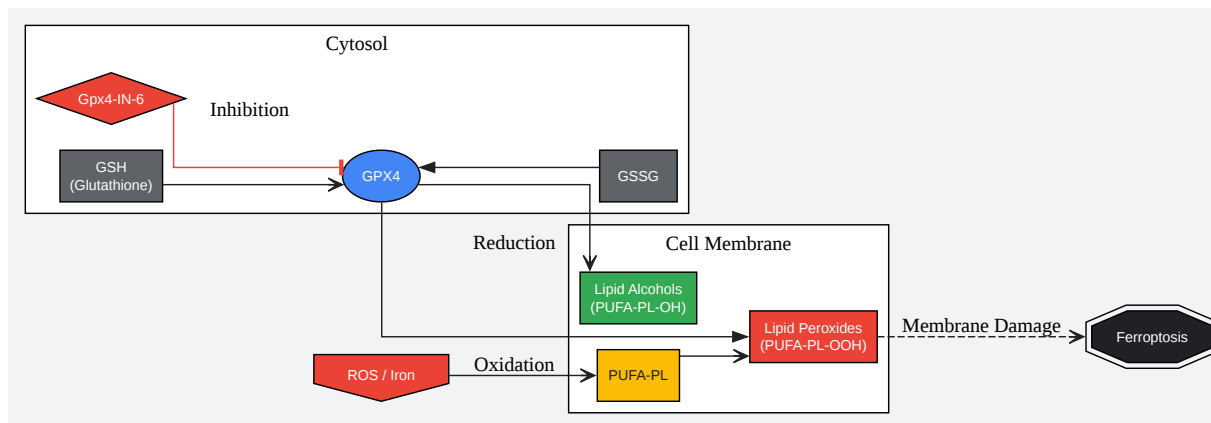 Cytosol
Gpx4-IN-6
Inhibition
GSH
(Glutathione)
GPX4
GSSG
Reduction
Cell Membrane
Lipid Alcohols
(PUFA-PL-OH)
Lipid Peroxides
(PUFA-PL-OOH)
Membrane Damage
Ferroptosis
ROS / Iron
Oxidation
PUFA-PL